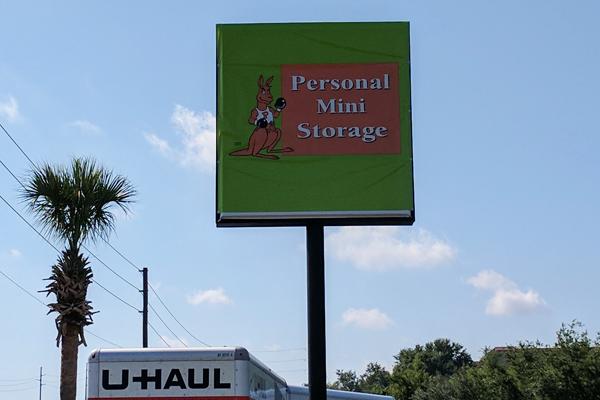 Personal
Mini
Storage
U-HAUL